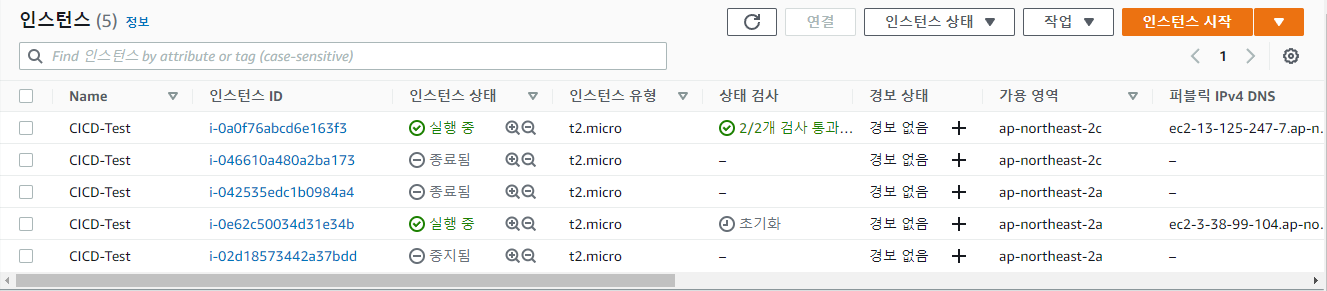 인스턴스 (5) 정보 연결 인스턴스 상태 작업 인스턴스 시작
Find 인스턴스 by attribute or tag (case-sensitive) 1
Name 인스턴스 ID 인스턴스 상태 인스턴스 유형 상태 검사 경보 상태 가용 영역 퍼블릭 IPv4 DNS
CICD-Test i-0a0f76abcd6e163f3 실행 중 t2.micro 2/2개 검사 통과... 경보 없음 + ap-northeast-2c ec2-13-125-247-7.ap-n...
CICD-Test i-046610a480a2ba173 종료됨 t2.micro – 경보 없음 + ap-northeast-2c –
CICD-Test i-042535edc1b0984a4 종료됨 t2.micro – 경보 없음 + ap-northeast-2a –
CICD-Test i-0e62c50034d31e34b 실행 중 t2.micro 초기화 경보 없음 + ap-northeast-2a ec2-3-38-99-104.ap-no...
CICD-Test i-02d18573442a37bdd 중지됨 t2.micro – 경보 없음 + ap-northeast-2a –